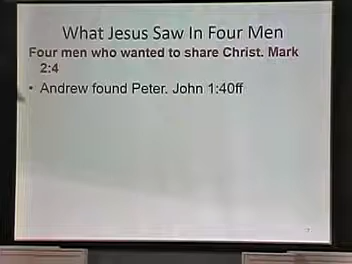 What Jesus Saw In Four Men
Four men who wanted to share Christ. Mark
2:4
• Andrew found Peter. John 1:40ff